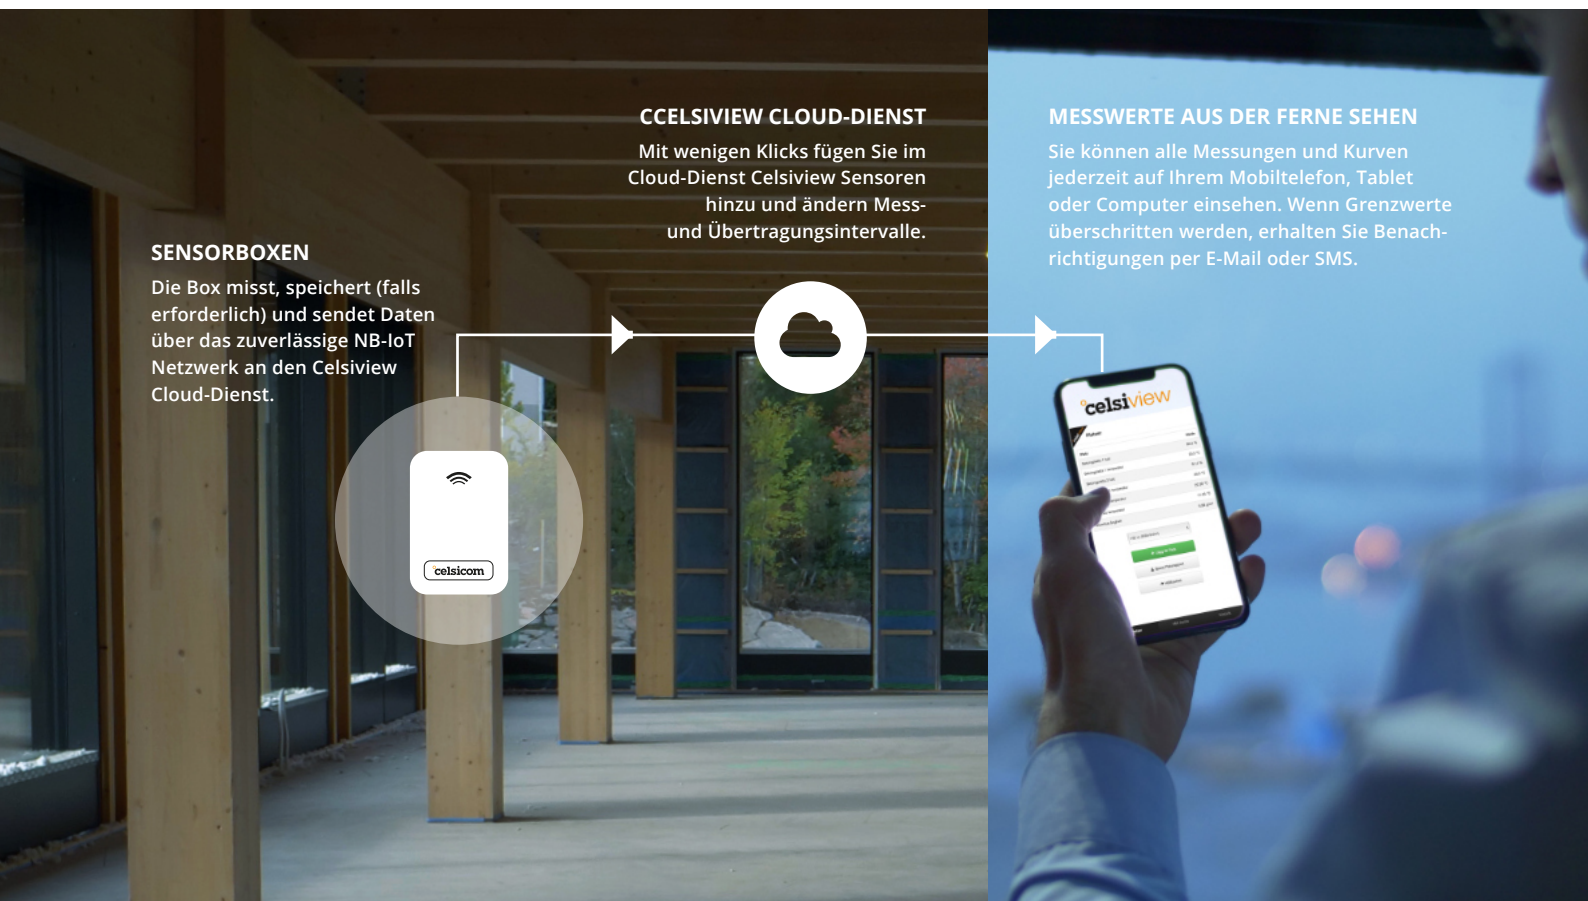 SENSORBOXEN
Die Box misst, speichert (falls
erforderlich) und sendet Daten
über das zuverlässige NB-IoT
Netzwerk an den Celsiview
Cloud-Dienst.
celsicom
CCELSIVIEW CLOUD-DIENST
Mit wenigen Klicks fügen Sie im
Cloud-Dienst Celsiview Sensoren
hinzu und ändern Mess-
und Übertragungsintervalle.
MESSWERTE AUS DER FERNE SEHEN
Sie können alle Messungen und Kurven
jederzeit auf Ihrem Mobiltelefon, Tablet
oder Computer einsehen. Wenn Grenzwerte
überschritten werden, erhalten Sie Benach-
richtigungen per E-Mail oder SMS.
celsiview